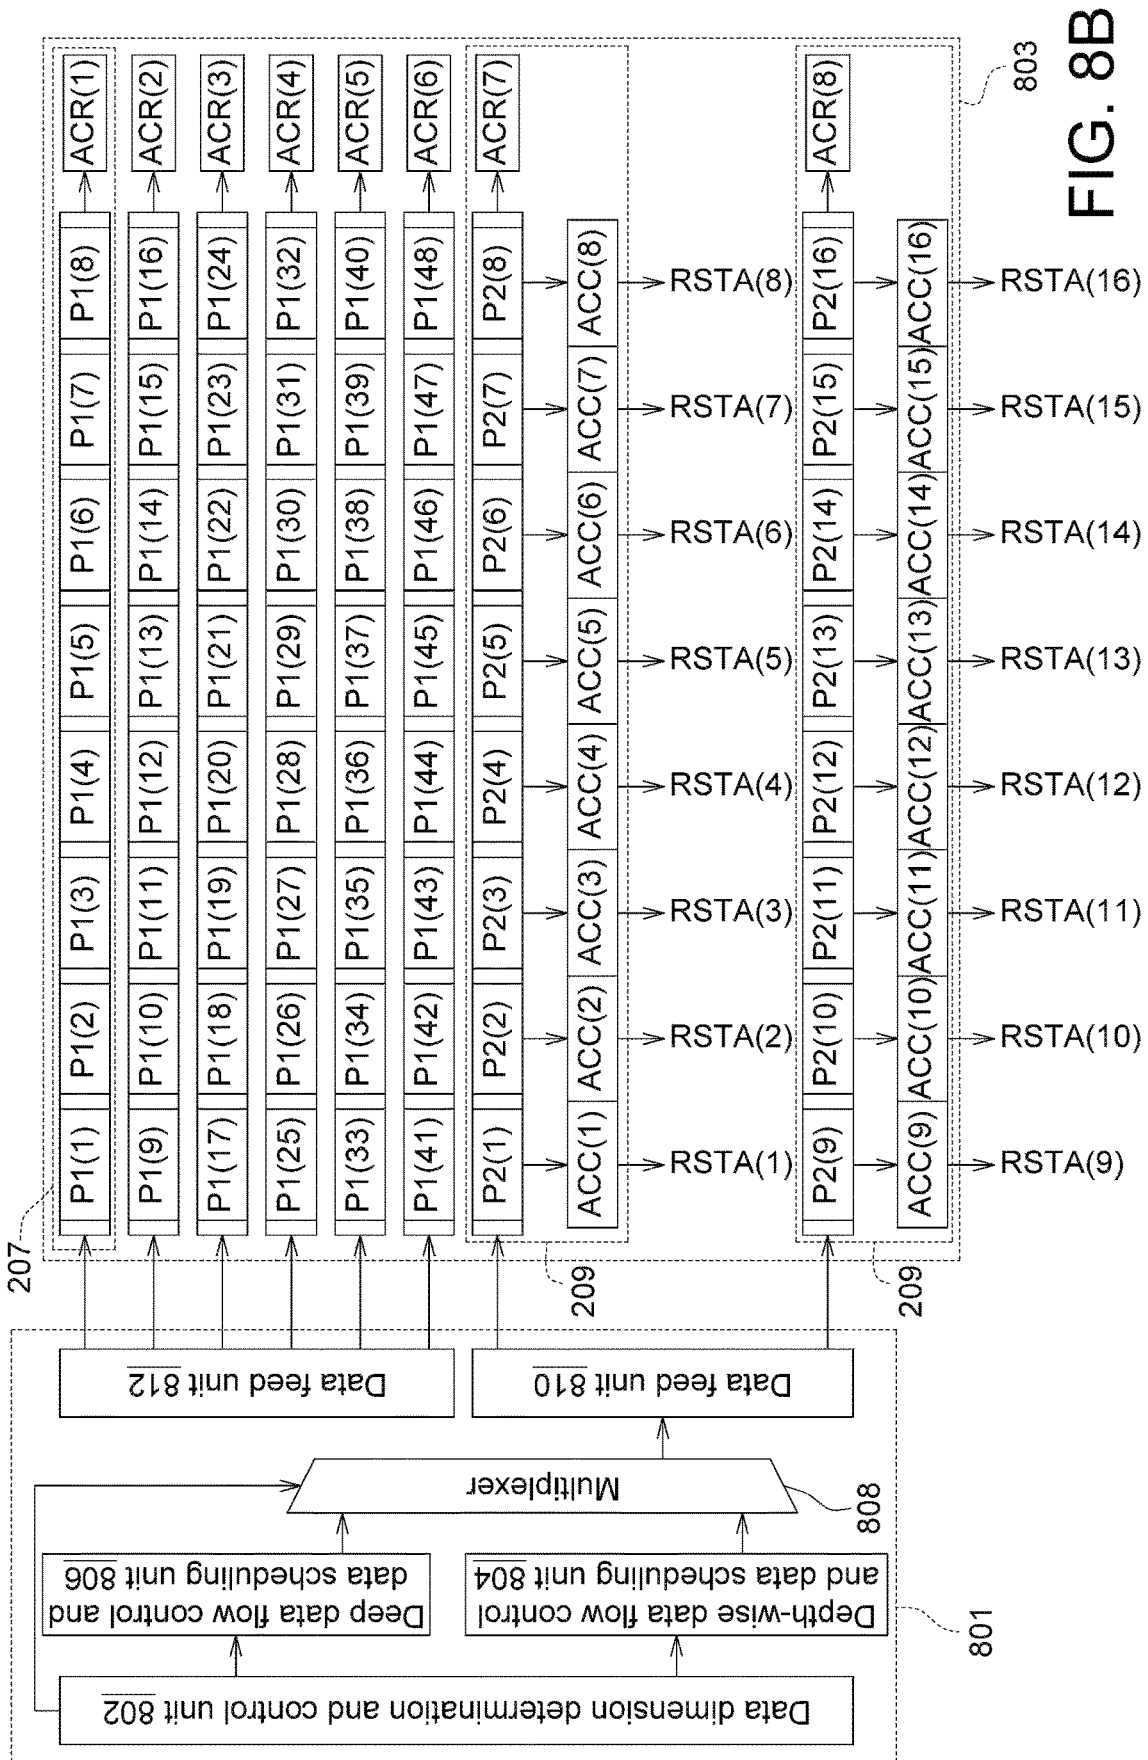 801
Data dimension determination and control unit 802
Deep data flow control and
data scheduling unit 806
Depth-wise data flow control
and data scheduling unit 804
Multiplexer
808
Data feed unit 812
Data feed unit 810
207
P1(1) P1(2) P1(3) P1(4) P1(5) P1(6) P1(7) P1(8) ACR(1)
P1(9) P1(10) P1(11) P1(12) P1(13) P1(14) P1(15) P1(16) ACR(2)
P1(17) P1(18) P1(19) P1(20) P1(21) P1(22) P1(23) P1(24) ACR(3)
P1(25) P1(26) P1(27) P1(28) P1(29) P1(30) P1(31) P1(32) ACR(4)
P1(33) P1(34) P1(35) P1(36) P1(37) P1(38) P1(39) P1(40) ACR(5)
P1(41) P1(42) P1(43) P1(44) P1(45) P1(46) P1(47) P1(48) ACR(6)
P2(1) P2(2) P2(3) P2(4) P2(5) P2(6) P2(7) P2(8) ACR(7)
ACC(1) ACC(2) ACC(3) ACC(4) ACC(5) ACC(6) ACC(7) ACC(8)
209
RSTA(1) RSTA(2) RSTA(3) RSTA(4) RSTA(5) RSTA(6) RSTA(7) RSTA(8)
P2(9) P2(10) P2(11) P2(12) P2(13) P2(14) P2(15) P2(16) ACR(8)
ACC(9) ACC(10) ACC(11) ACC(12) ACC(13) ACC(14) ACC(15) ACC(16)
209
RSTA(9) RSTA(10) RSTA(11) RSTA(12) RSTA(13) RSTA(14) RSTA(15) RSTA(16)
803
FIG. 8B